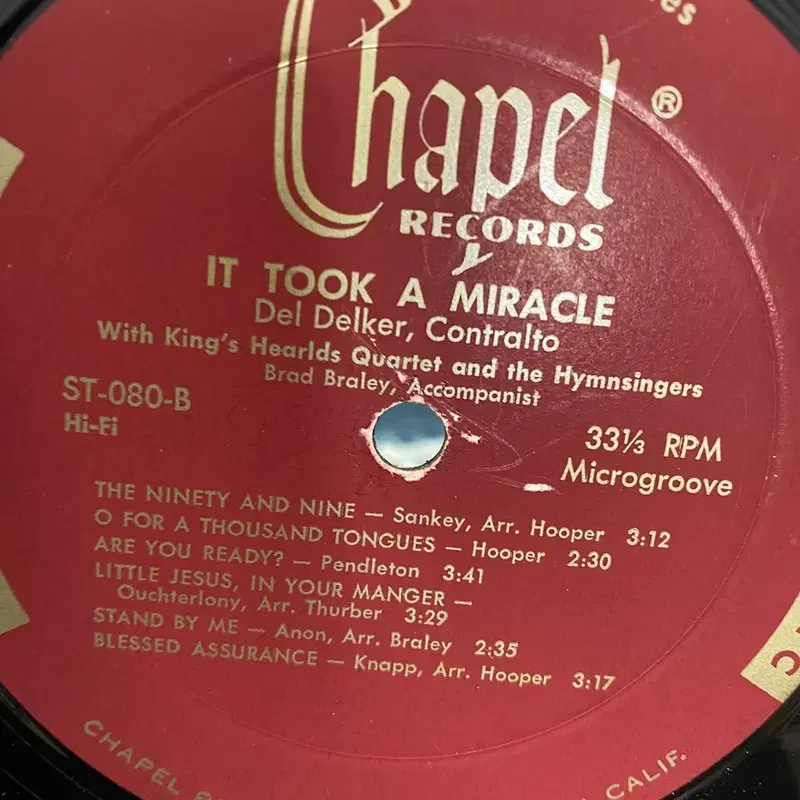 Chapel ®
RECORDS
IT TOOK A MIRACLE
Del Delker, Contralto
With King's Hearlds Quartet and the Hymnsingers
Brad Braley, Accompanist
ST-080-B
Hi-Fi
33⅓ RPM
Microgroove
THE NINETY AND NINE — Sankey, Arr. Hooper 3:12
O FOR A THOUSAND TONGUES — Hooper 2:30
ARE YOU READY? — Pendleton 3:41
LITTLE JESUS, IN YOUR MANGER —
Ouchterlony, Arr. Thurber 3:29
STAND BY ME — Anon, Arr. Braley 2:35
BLESSED ASSURANCE — Knapp, Arr. Hooper 3:17
CHAPEL CALIF.